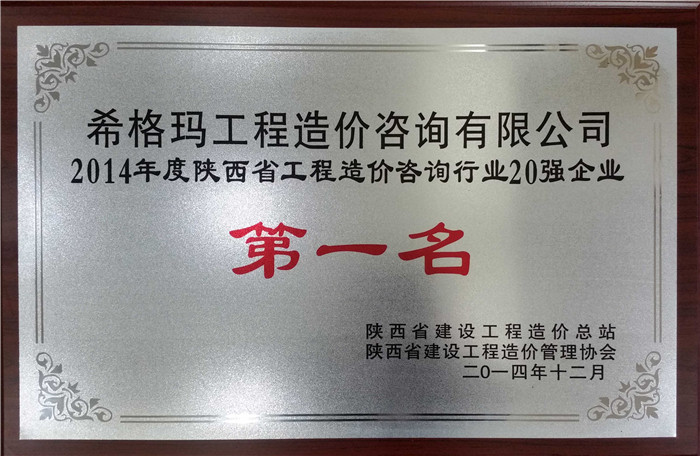 希格玛工程造价咨询有限公司
2014年度陕西省工程造价咨询行业20强企业
第一名
陕西省建设工程造价总站
陕西省建设工程造价管理协会
二〇一四年十二月